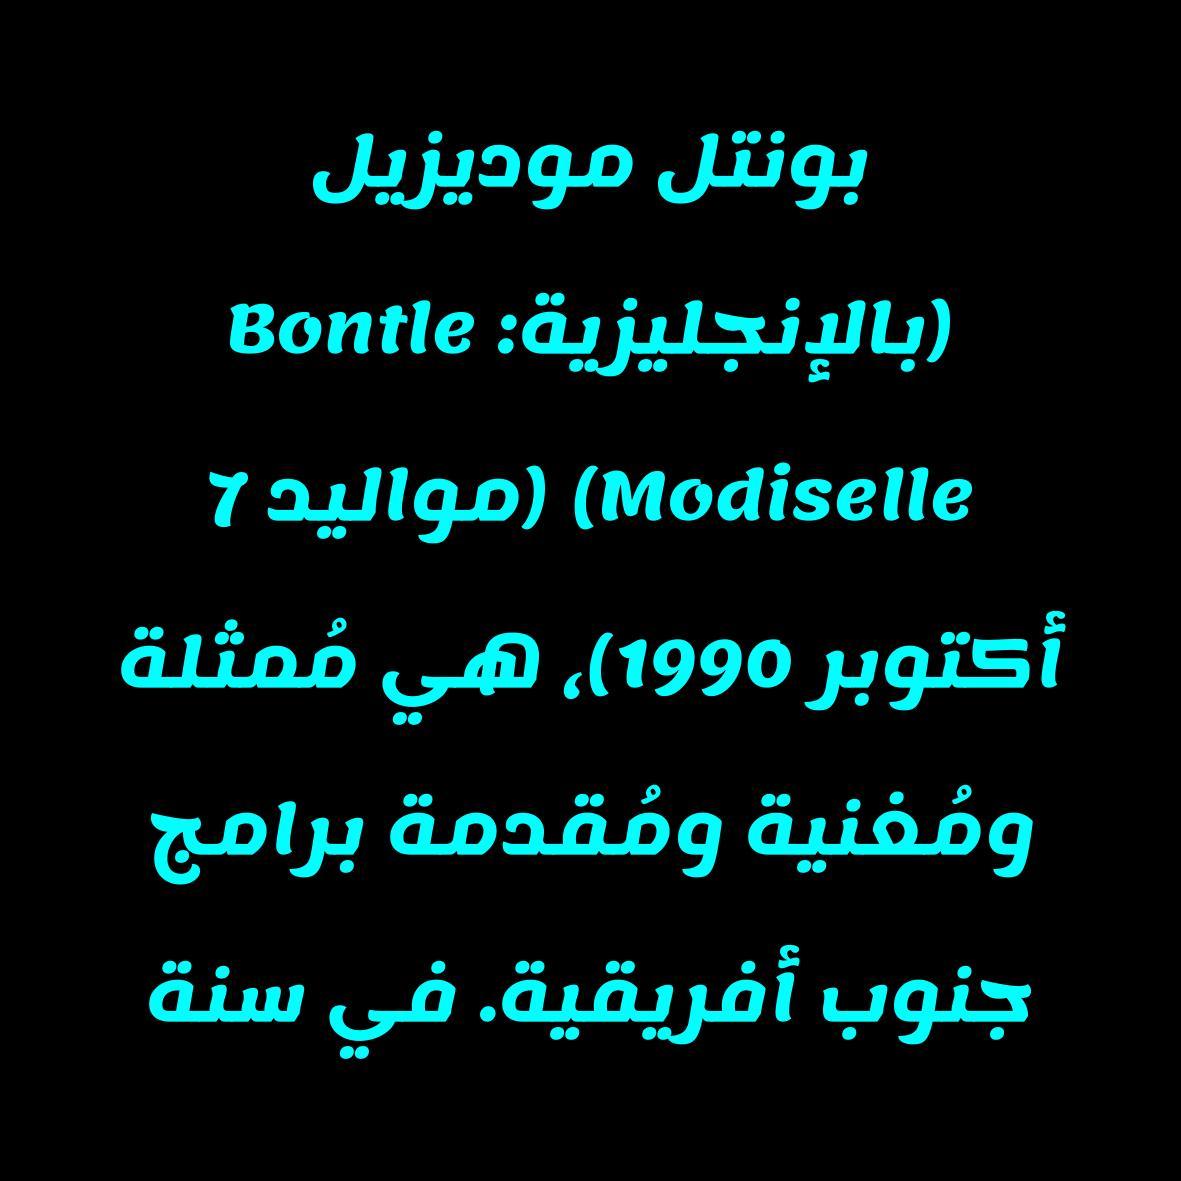 بونتل موديزيل
(بالإنجليزية: Bontle
Modiselle) (مواليد 7
أكتوبر 1990)، هي مُمثلة
ومُغنية ومُقدمة برامج
جنوب أفريقية. في سنة